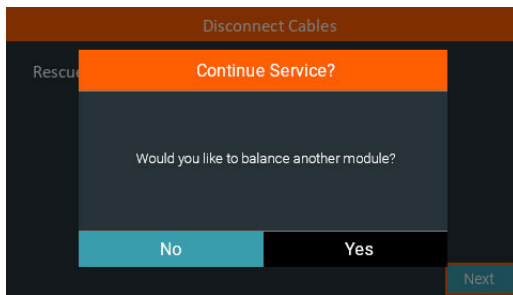 Disconnect Cables
Rescue
Continue Service?
Would you like to balance another module?
No
Yes
Next